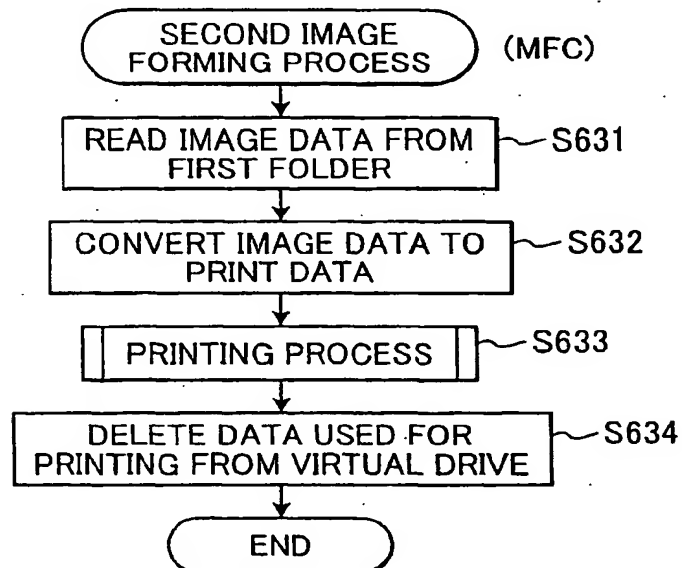 SECOND IMAGE
FORMING PROCESS
(MFC)
READ IMAGE DATA FROM
FIRST FOLDER
S631
CONVERT IMAGE DATA TO
PRINT DATA
S632
PRINTING PROCESS
S633
DELETE DATA USED FOR
PRINTING FROM VIRTUAL DRIVE
S634
END